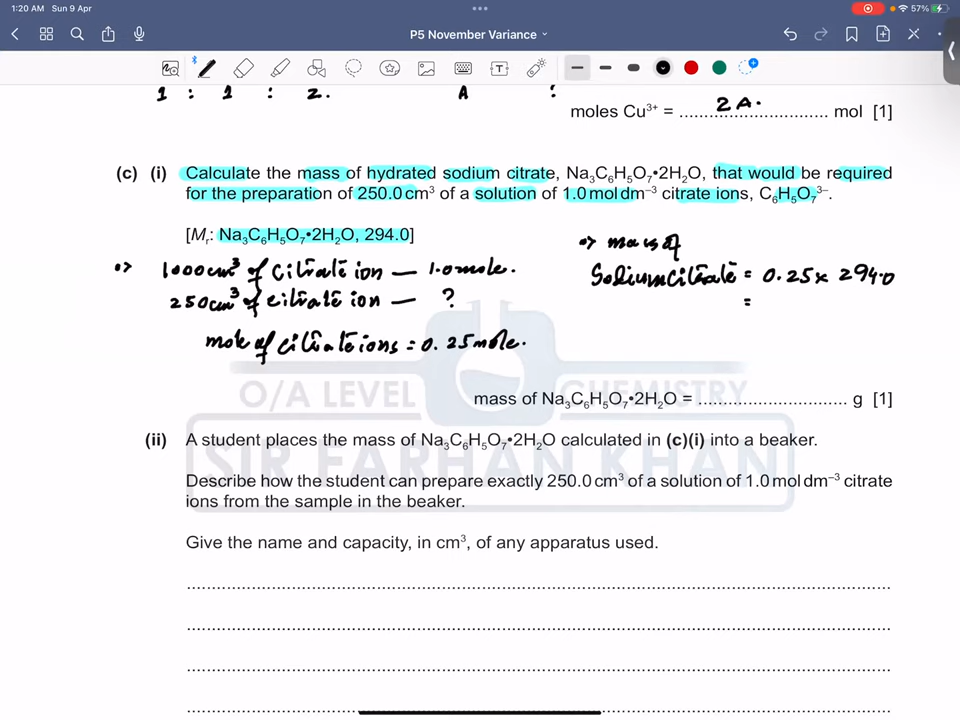 1:20 AM Sun 9 Apr
57%
P5 November Variance
1 : 1 : 2. A ?
moles Cu³⁺ = .............................. mol [1]
2A.
(c) (i) Calculate the mass of hydrated sodium citrate, Na₃C₆H₅O₇•2H₂O, that would be required
for the preparation of 250.0 cm³ of a solution of 1.0 mol dm⁻³ citrate ions, C₆H₅O₇³⁻.
[Mᵣ: Na₃C₆H₅O₇•2H₂O, 294.0]
=> mass of
=> 1000cm³ of citrate ion — 1.0 mole.
Sodium citrate = 0.25 x 294.0
250cm³ of citrate ion — ?
=
mole of citrate ions = 0.25 mole.
O/A LEVEL CHEMISTRY
mass of Na₃C₆H₅O₇•2H₂O = .............................. g [1]
SIR FARHAN KHAN
(ii) A student places the mass of Na₃C₆H₅O₇•2H₂O calculated in (c)(i) into a beaker.
Describe how the student can prepare exactly 250.0 cm³ of a solution of 1.0 mol dm⁻³ citrate
ions from the sample in the beaker.
Give the name and capacity, in cm³, of any apparatus used.